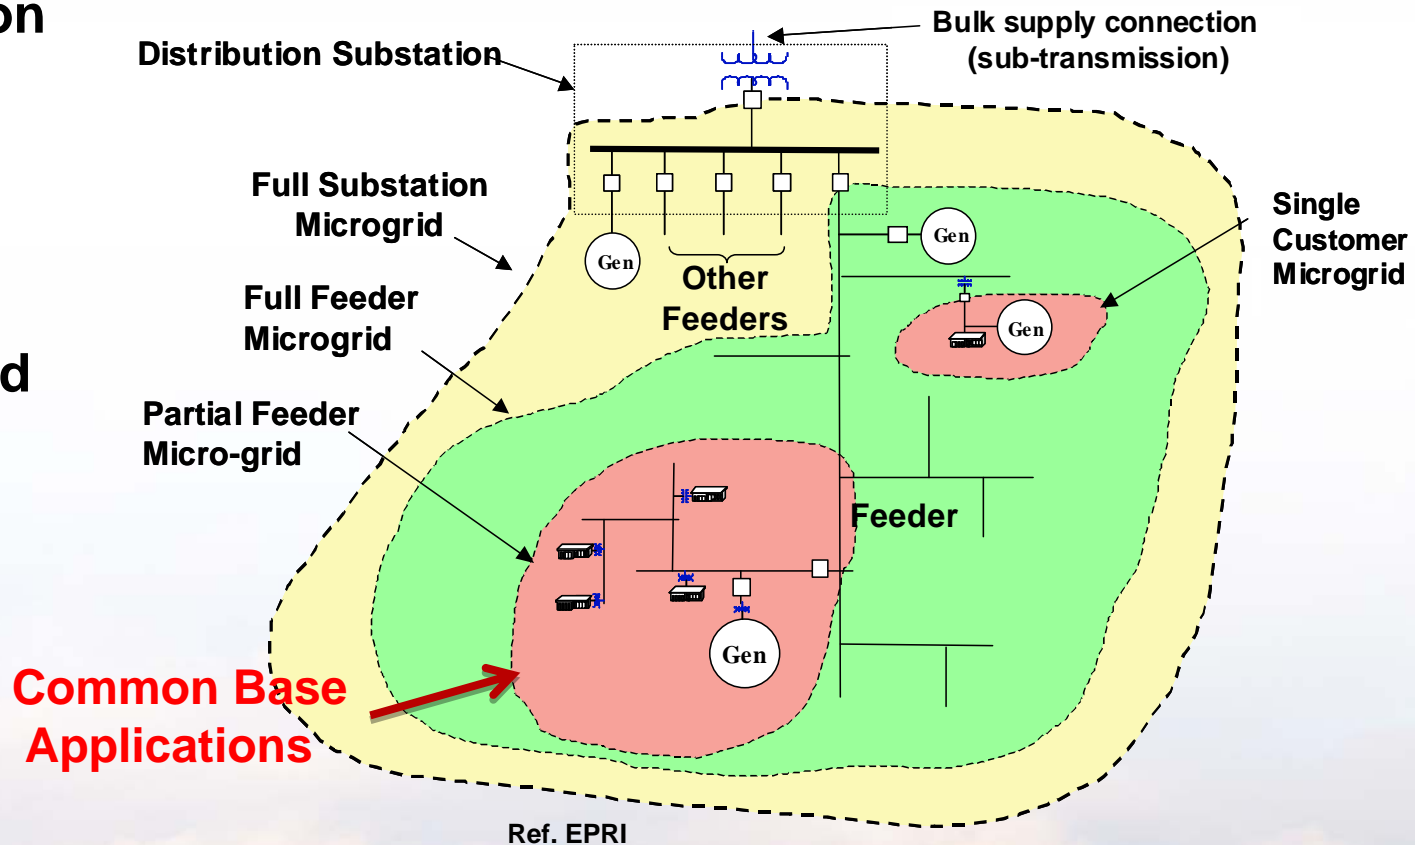 on
Bulk supply connection
(sub-transmission)
Distribution Substation
Full Substation
Microgrid
Single
Customer
Microgrid
Gen
Gen
Other
Feeders
Full Feeder
Microgrid
Gen
d
Partial Feeder
Micro-grid
Feeder
Gen
Common Base
Applications
Ref. EPRI